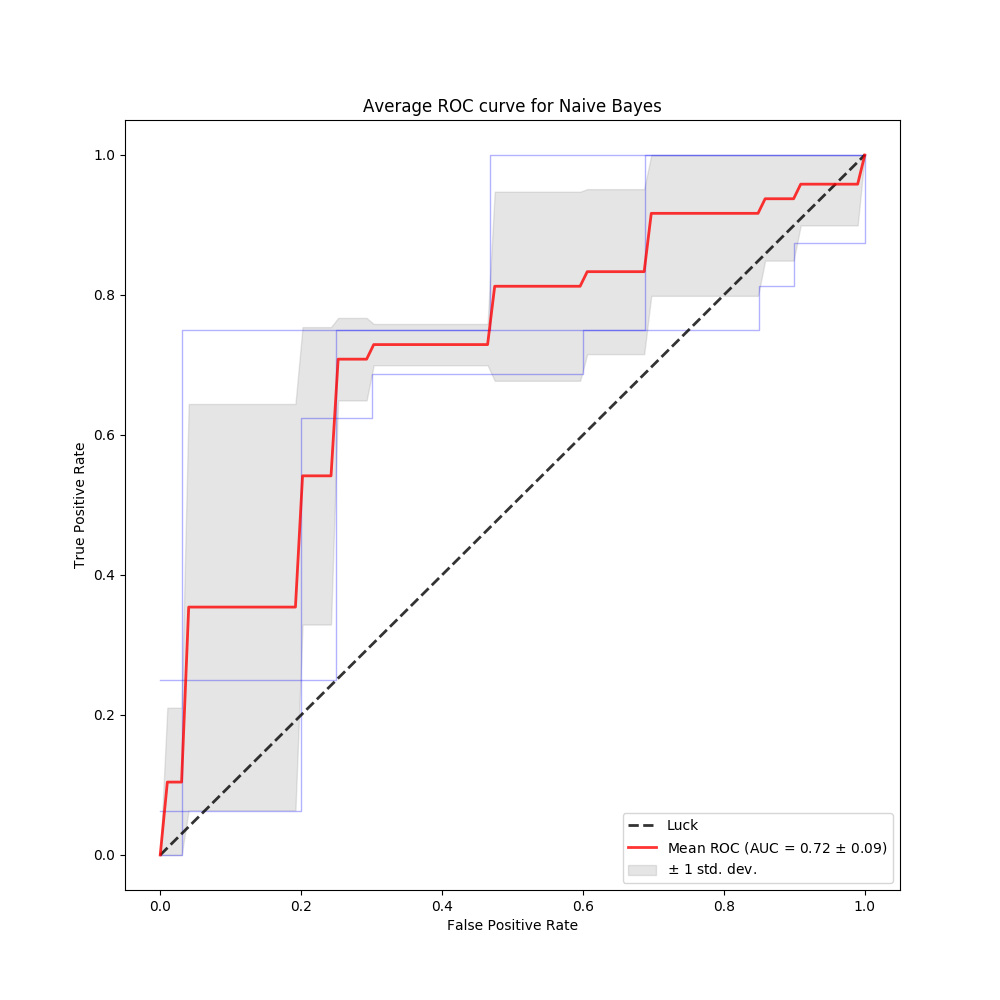 Average ROC curve for Naive Bayes
1.0
0.8
0.6
0.4
0.2
0.0
True Positive Rate
0.0 0.2 0.4 0.6 0.8 1.0
False Positive Rate
Luck
Mean ROC (AUC = 0.72 ± 0.09)
± 1 std. dev.